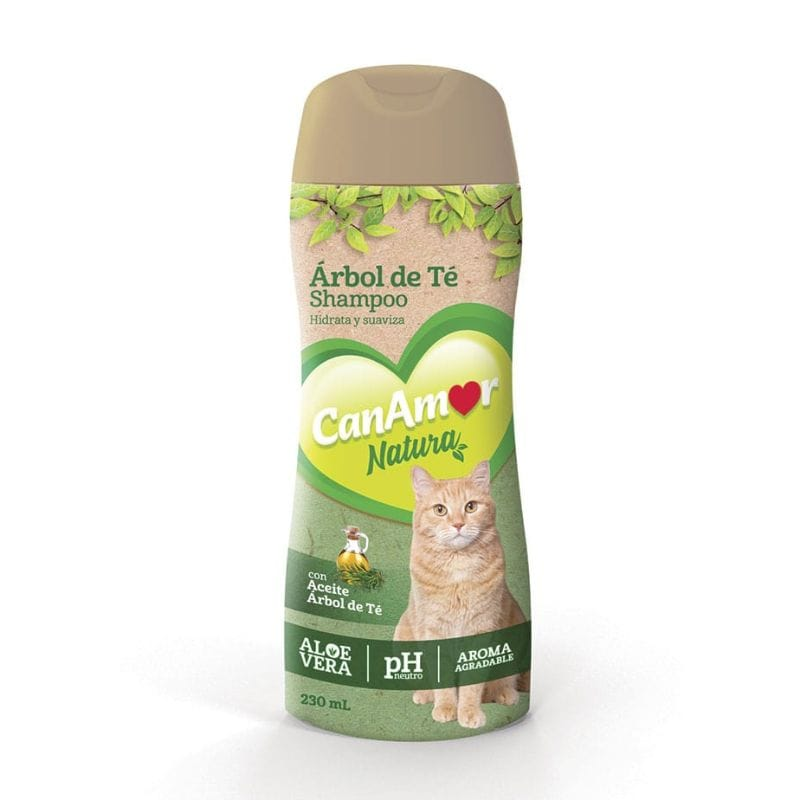 Árbol de Té
Shampoo
Hidrata y suaviza
CanAmor
Natura
con
Aceite
Árbol de Té
ALOE
VERA
pH
neutro
AROMA
AGRADABLE
230 mL